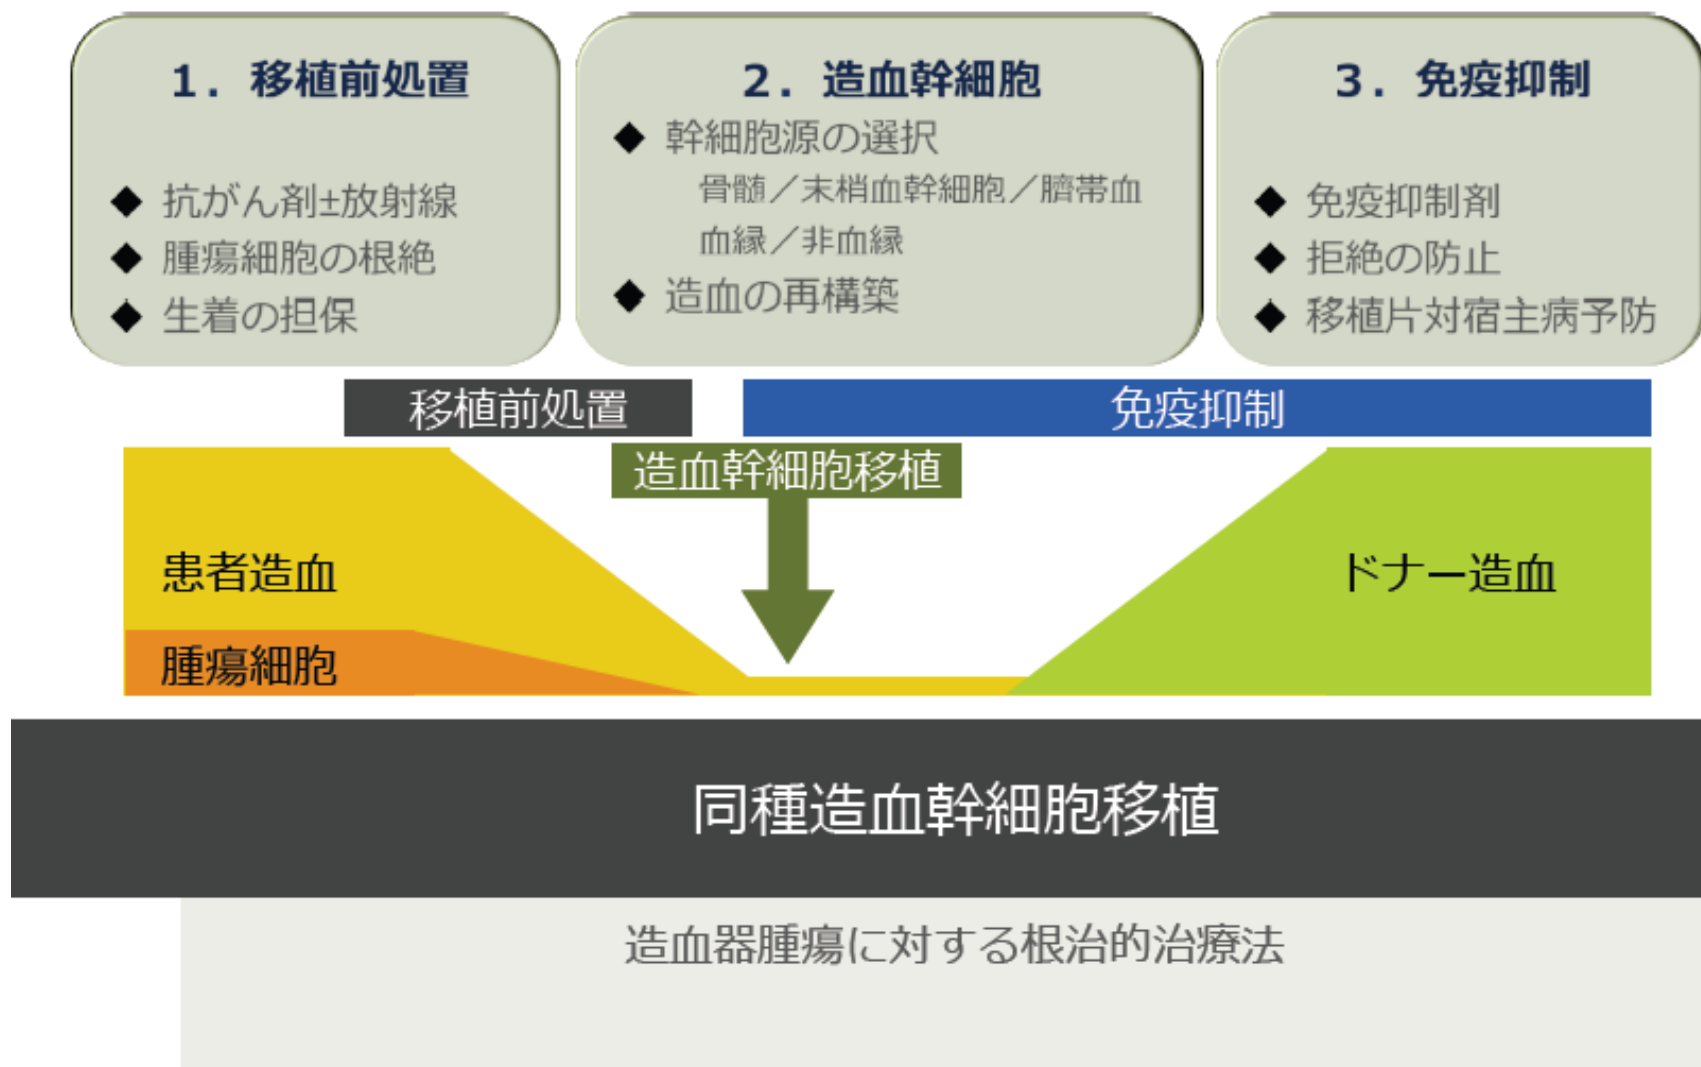 1．移植前処置
◆ 抗がん剤±放射線
◆ 腫瘍細胞の根絶
◆ 生着の担保
2．造血幹細胞
◆ 幹細胞源の選択
骨髄／末梢血幹細胞／臍帯血
血縁／非血縁
◆ 造血の再構築
3．免疫抑制
◆ 免疫抑制剤
◆ 拒絶の防止
◆ 移植片対宿主病予防
移植前処置
免疫抑制
造血幹細胞移植
患者造血
ドナー造血
腫瘍細胞
同種造血幹細胞移植
造血器腫瘍に対する根治的治療法